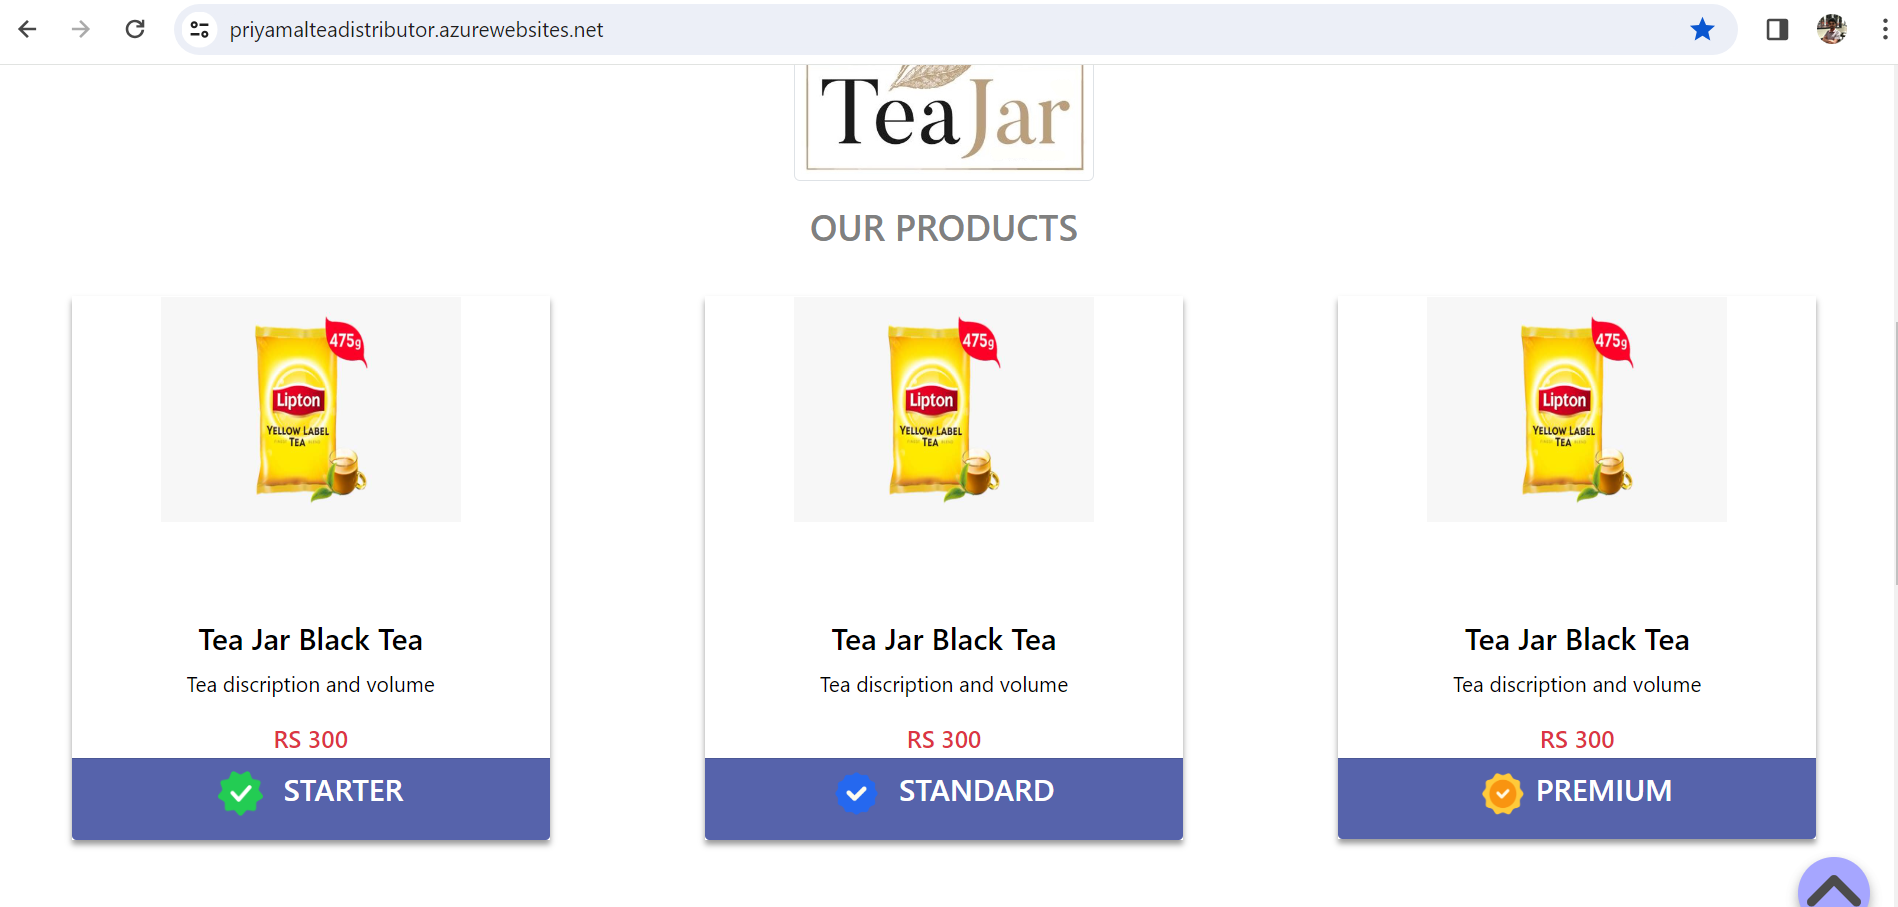 priyamalteadistributor.azurewebsites.net
TeaJar
OUR PRODUCTS
475g
Lipton
YELLOW LABEL
TEA
475g
Lipton
YELLOW LABEL
TEA
475g
Lipton
YELLOW LABEL
TEA
Tea Jar Black Tea
Tea Jar Black Tea
Tea Jar Black Tea
Tea discription and volume
Tea discription and volume
Tea discription and volume
RS 300
RS 300
RS 300
STARTER
STANDARD
PREMIUM